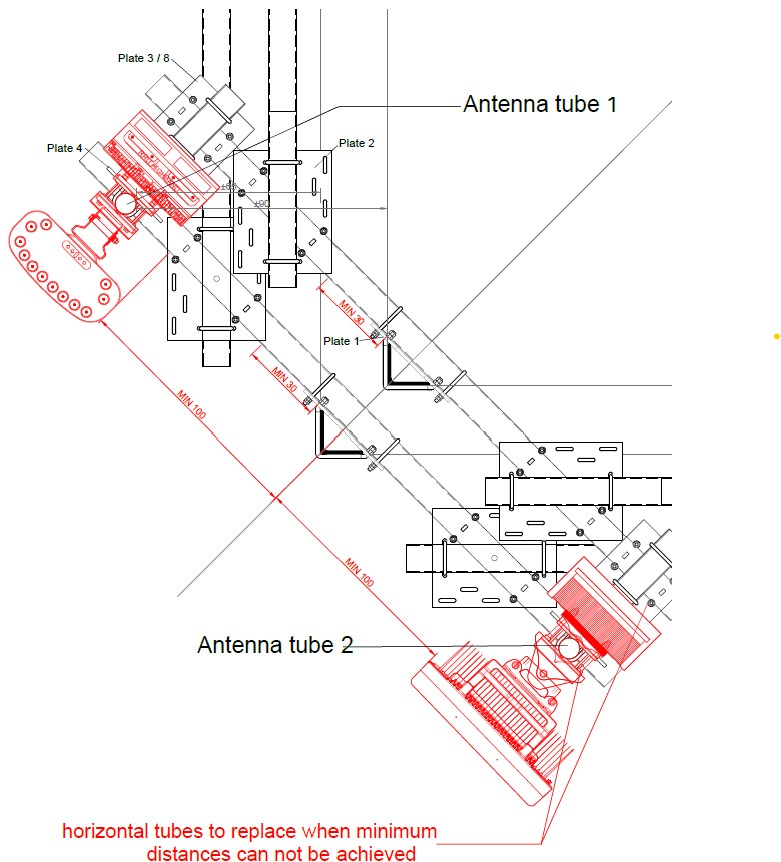 Plate 3 / 8
Antenna tube 1
Plate 4
Plate 2
±90
MIN 30
Plate 1
MIN 30
MIN 100
MIN 100
Antenna tube 2
horizontal tubes to replace when minimum
distances can not be achieved